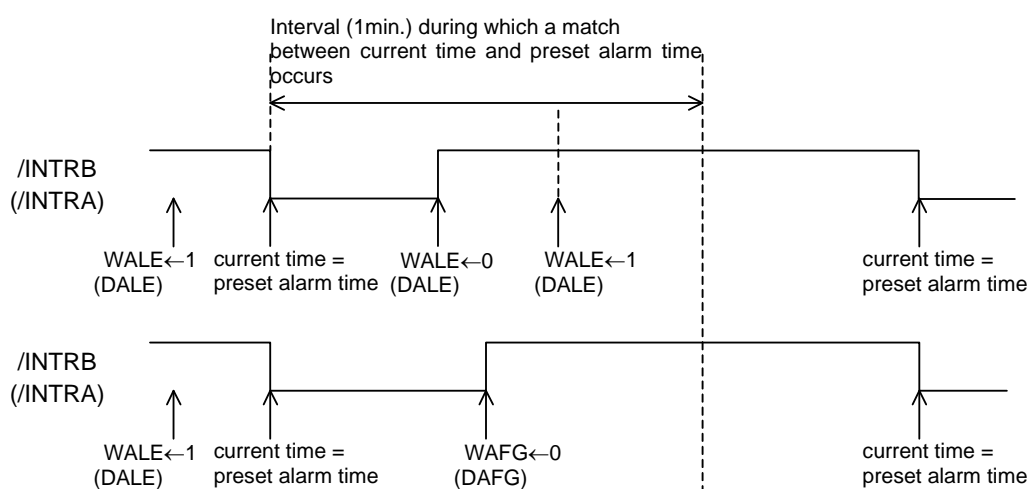 Interval (1min.) during which a match
between current time and preset alarm time
occurs
/INTRB
(/INTRA)
WALE←1
(DALE)
current time =
preset alarm time
WALE←0
(DALE)
WALE←1
(DALE)
current time =
preset alarm time
/INTRB
(/INTRA)
WALE←1
(DALE)
current time =
preset alarm time
WAFG←0
(DAFG)
current time =
preset alarm time